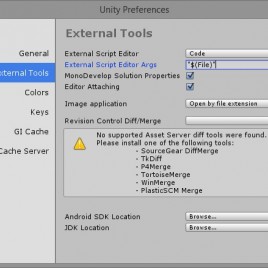 Unity Preferences
External Tools
General
External Tools
Colors
Keys
GI Cache
Cache Server
External Script Editor
Code
External Script Editor Args
"$(File)"
MonoDevelop Solution Properties
Editor Attaching
Image application
Open by file extension
Revision Control Diff/Merge
No supported Asset Server diff tools were found.
Please install one of the following tools:
- SourceGear DiffMerge
- TkDiff
- P4Merge
- TortoiseMerge
- WinMerge
- PlasticSCM Merge
Android SDK Location
Browse...
JDK Location
Browse...